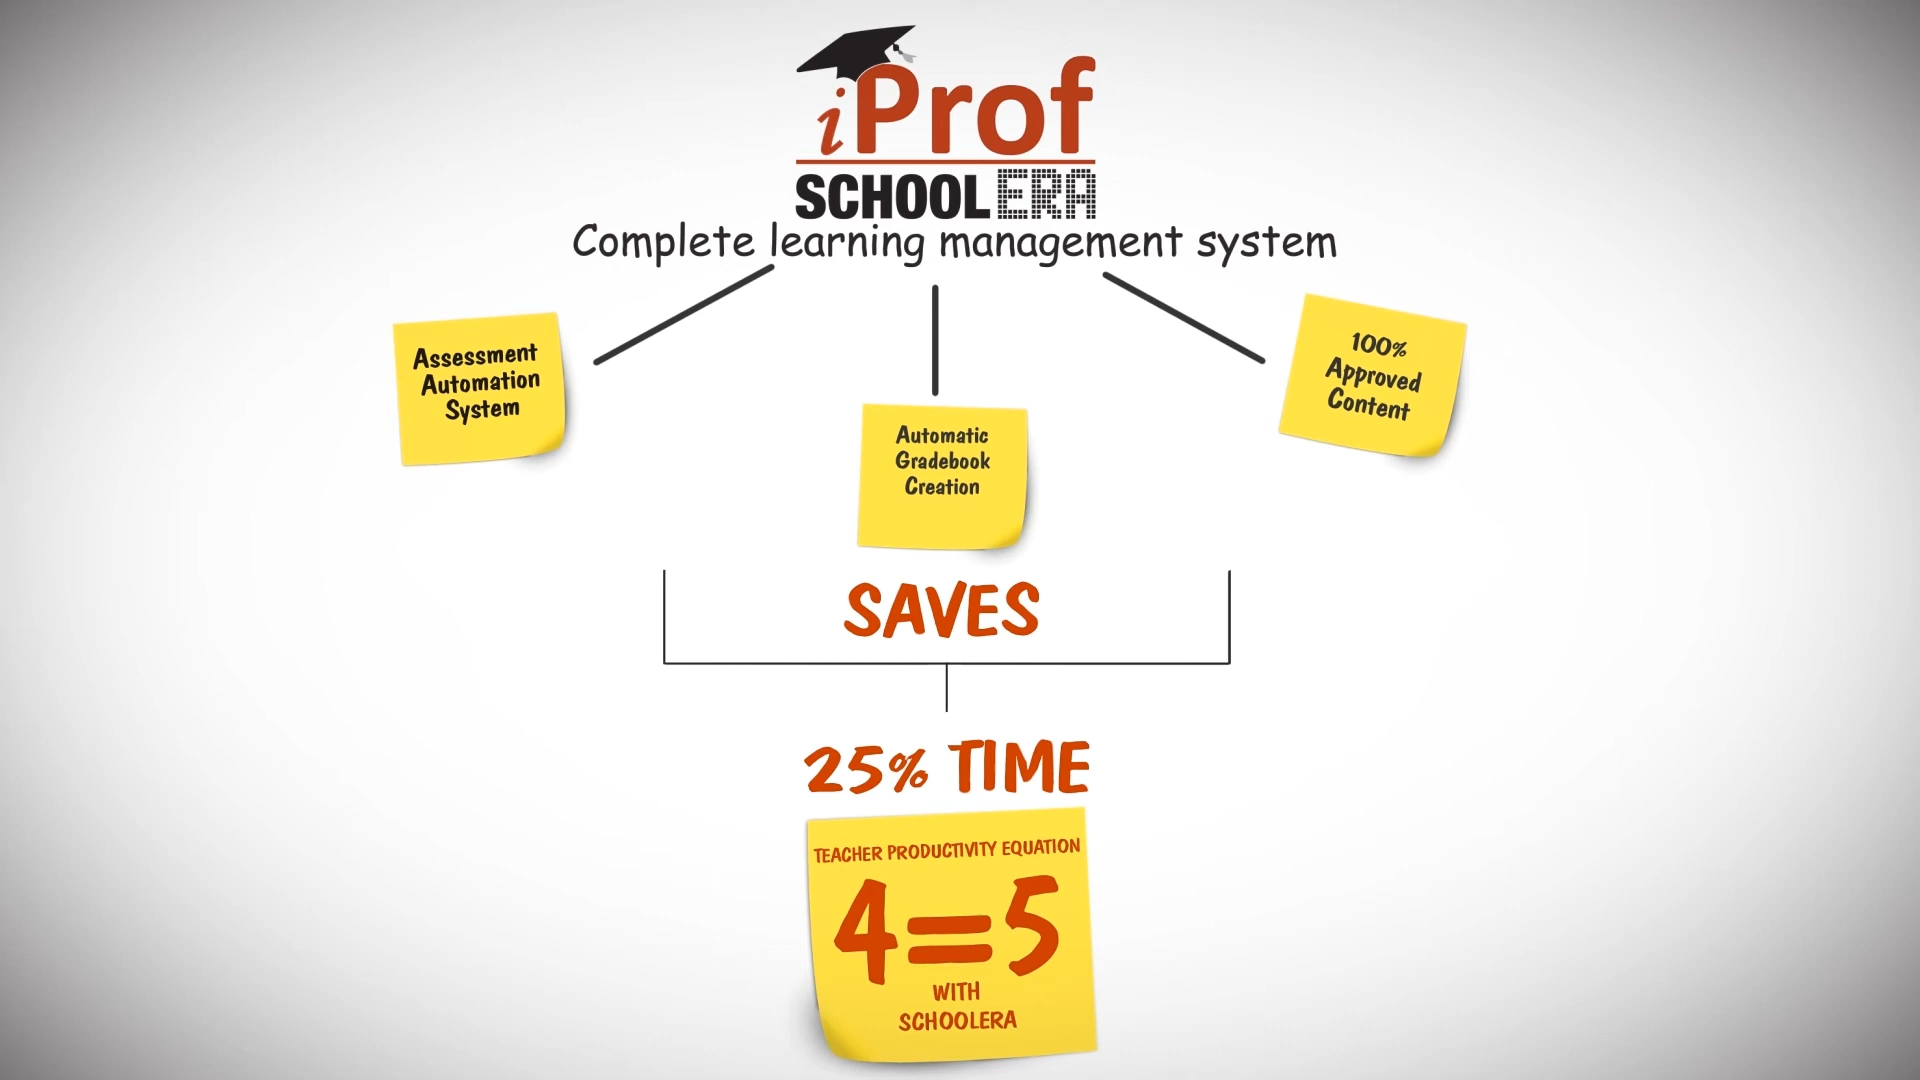 iProf
SCHOOLERA
Complete learning management system
Assessment
Automation
System
Automatic
Gradebook
Creation
100%
Approved
Content
SAVES
25% TIME
TEACHER PRODUCTIVITY EQUATION
4=5
WITH
SCHOOLERA